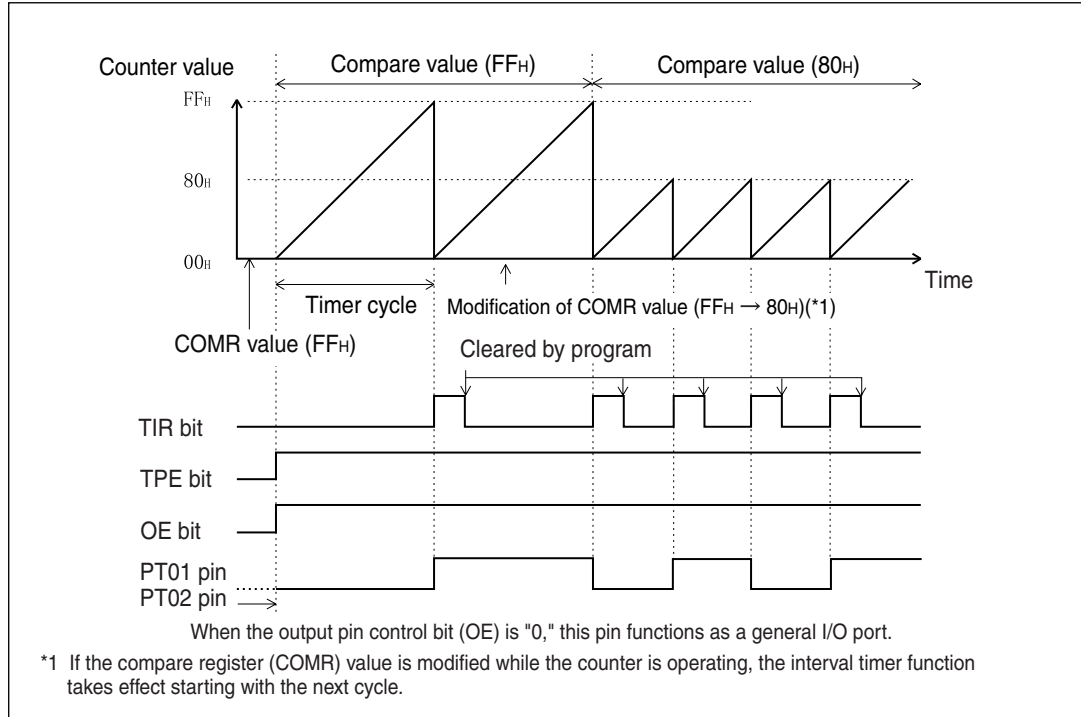 Counter value
Compare value (FFH)
Compare value (80H)
FFH
80H
00H
Time
Timer cycle
Modification of COMR value (FFH → 80H)(*1)
COMR value (FFH)
Cleared by program
TIR bit
TPE bit
OE bit
PT01 pin
PT02 pin
When the output pin control bit (OE) is "0," this pin functions as a general I/O port.
*1 If the compare register (COMR) value is modified while the counter is operating, the interval timer function
takes effect starting with the next cycle.